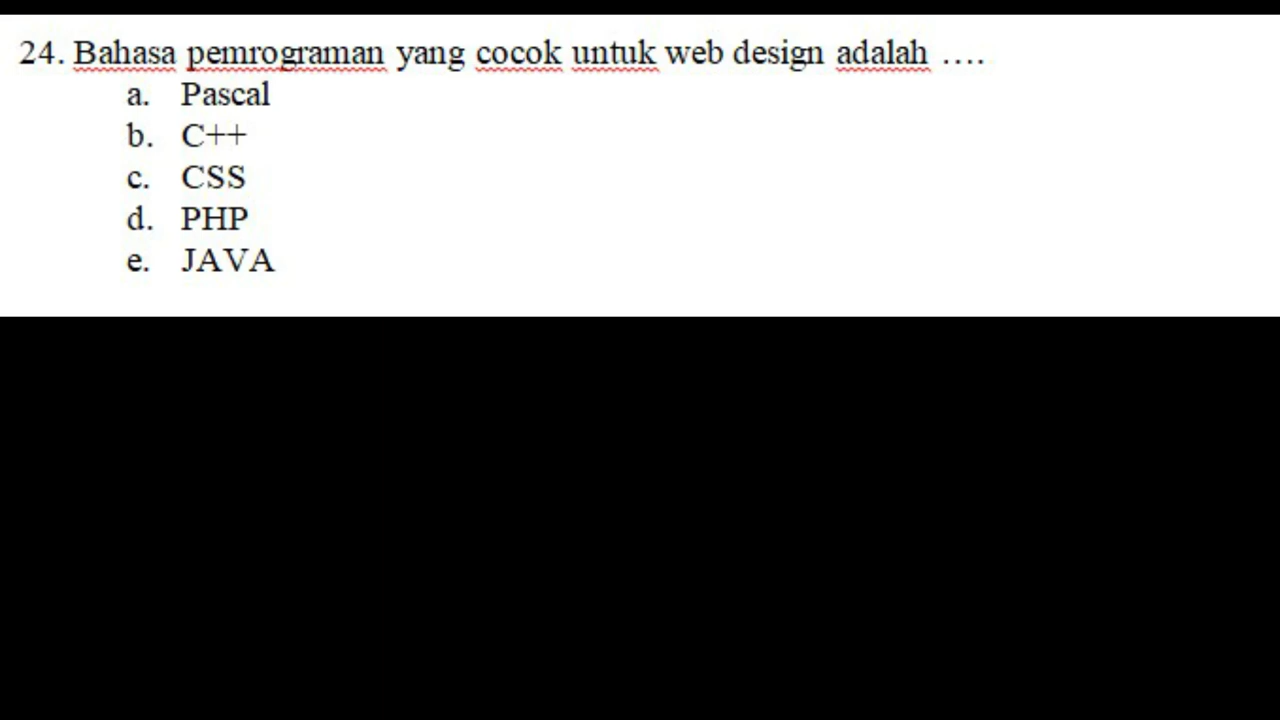 24. Bahasa pemrograman yang cocok untuk web design adalah ....
a. Pascal
b. C++
c. CSS
d. PHP
e. JAVA